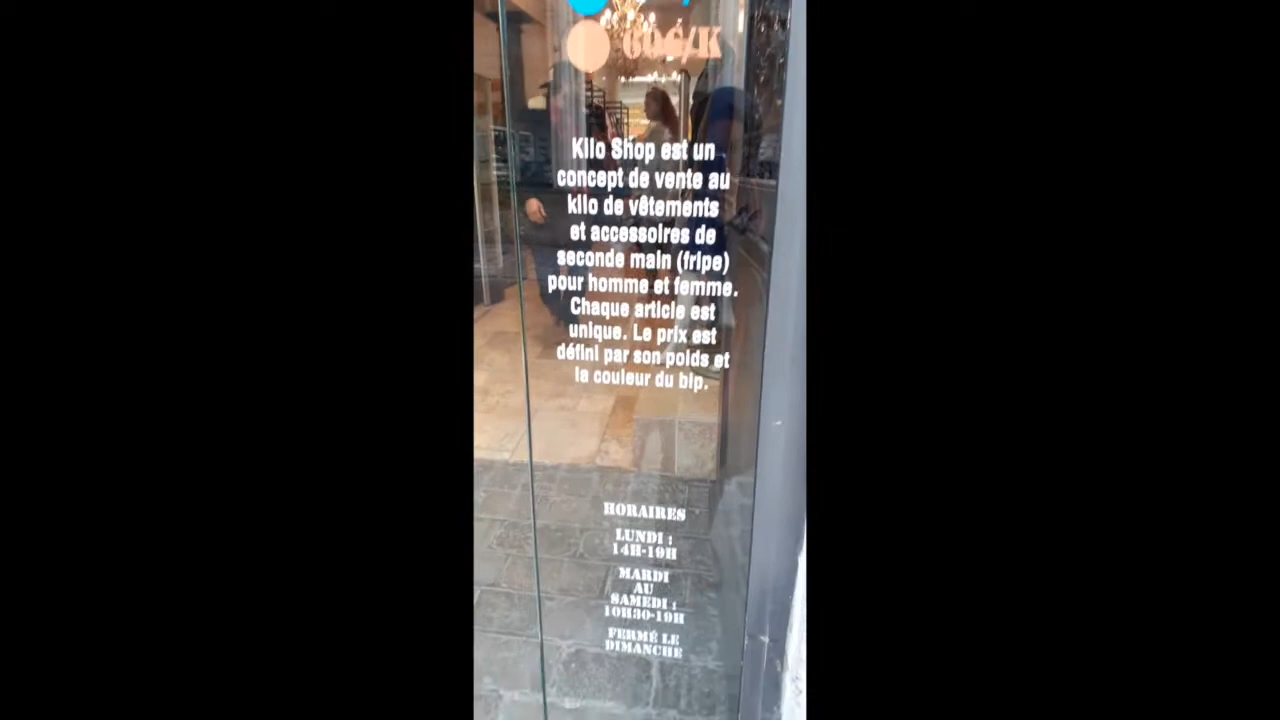 60€/K
Kilo Shop est un
concept de vente au
kilo de vêtements
et accessoires de
seconde main (fripe)
pour homme et femme.
Chaque article est
unique. Le prix est
défini par son poids et
la couleur du bip.
HORAIRES
LUNDI :
14H-19H
MARDI
AU
SAMEDI :
10H30-19H
FERMÉ LE
DIMANCHE